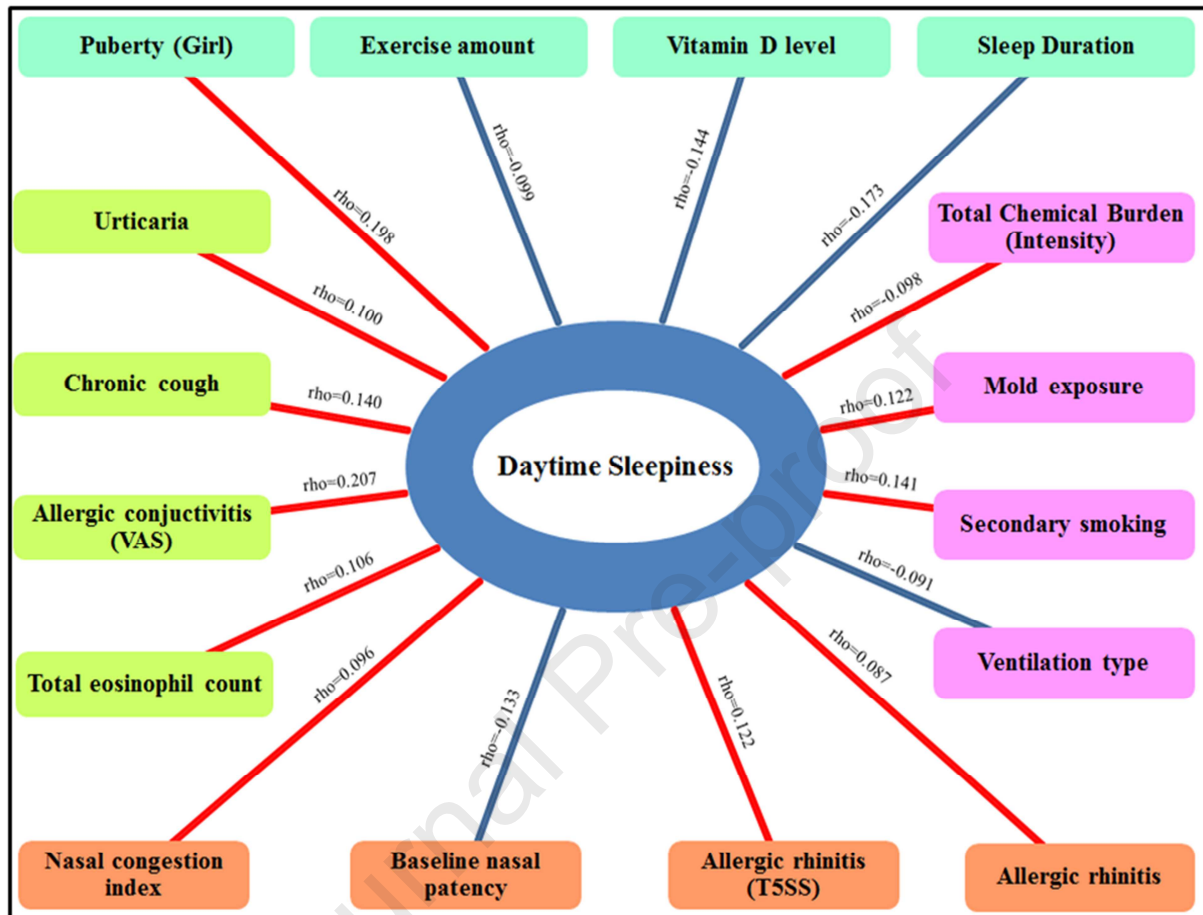 Puberty (Girl)
Exercise amount
Vitamin D level
Sleep Duration
rho=0.198
rho=-0.099
rho=-0.144
rho=-0.173
Urticaria
rho=0.100
Total Chemical Burden
(Intensity)
rho=-0.098
Chronic cough
rho=0.140
Mold exposure
rho=0.122
Daytime Sleepiness
Allergic conjuctivitis
(VAS)
rho=0.207
Secondary smoking
rho=0.141
Total eosinophil count
rho=0.106
Ventilation type
rho=-0.091
rho=0.096
rho=-0.133
rho=0.122
rho=0.087
Nasal congestion
index
Baseline nasal
patency
Allergic rhinitis
(T5SS)
Allergic rhinitis
urnal Pre-proof